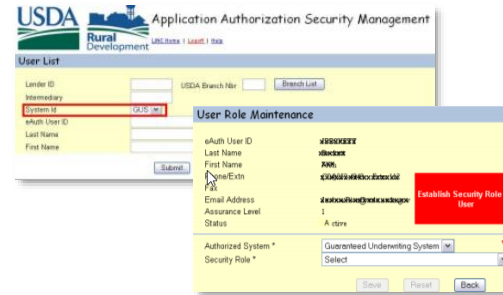 USDA
Rural
Development
Application Authorization Security Management
LINC Home | Logoff | Help
User List
Lender ID
USDA Branch Nbr
Branch List
Intermediary
System Id
GUS
eAuth User ID
Last Name
First Name
Submit
User Role Maintenance
eAuth User ID
Last Name
First Name
Phone/Extn
Fax
Email Address
Assurance Level
1
Status
Active
Establish Security Role
User
Authorized System *
Guaranteed Underwriting System
Security Role *
Select
Save
Reset
Back